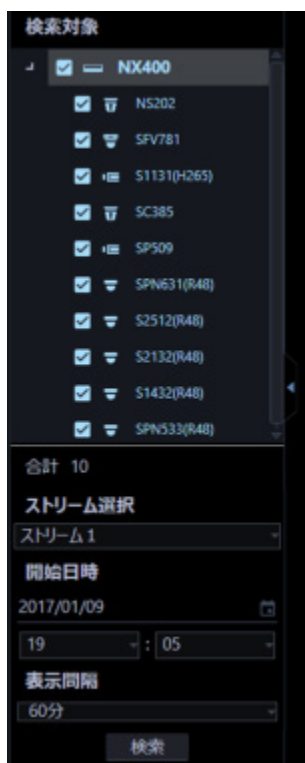 検索対象
NX400
NS202
SFV781
S1131(H265)
SC385
SP509
SPN631(R48)
S2512(R48)
S2132(R48)
S1432(R48)
SPN533(R48)
合計 10
ストリーム選択
ストリーム 1
開始日時
2017/01/09
19 : 05
表示間隔
60分
検索